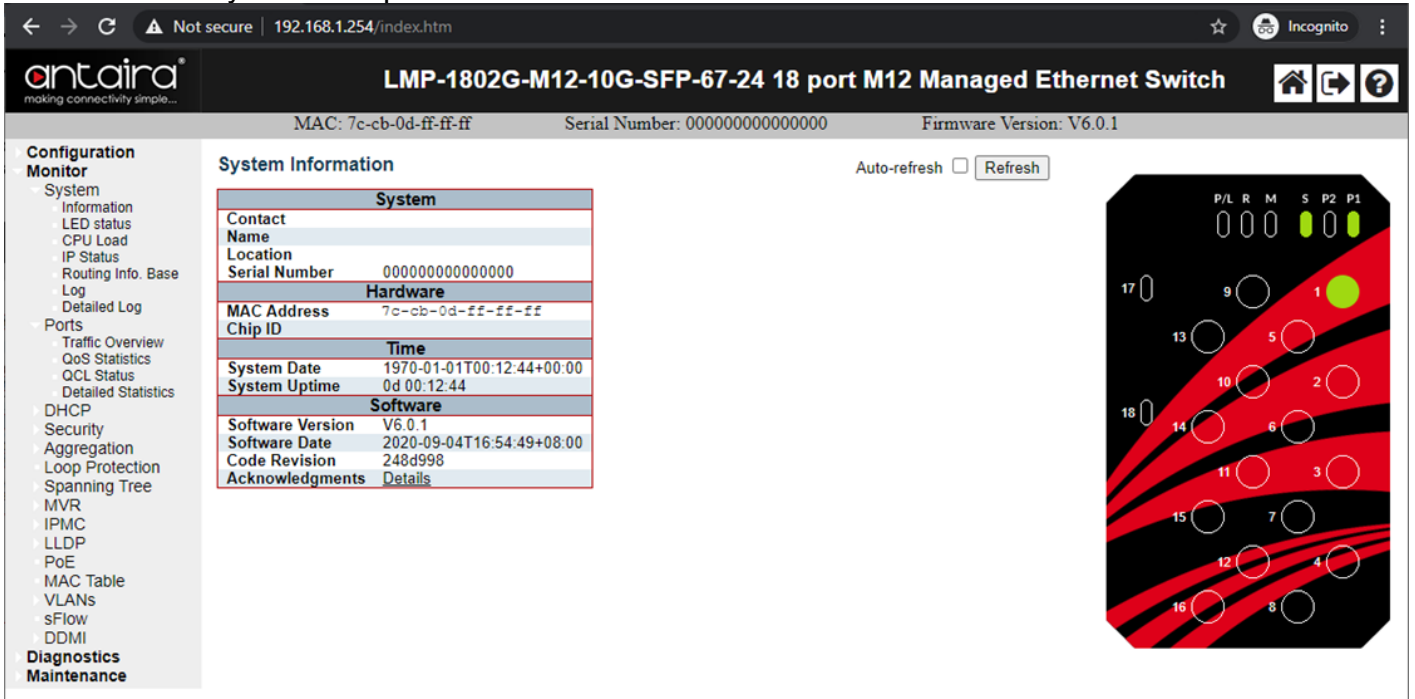 Not secure | 192.168.1.254/index.htm
Incognito
antaira®
making connectivity simple...
LMP-1802G-M12-10G-SFP-67-24 18 port M12 Managed Ethernet Switch
MAC: 7c-cb-0d-ff-ff-ff Serial Number: 000000000000000 Firmware Version: V6.0.1
Configuration
Monitor
System
Information
LED status
CPU Load
IP Status
Routing Info. Base
Log
Detailed Log
Ports
Traffic Overview
QoS Statistics
QCL Status
Detailed Statistics
DHCP
Security
Aggregation
Loop Protection
Spanning Tree
MVR
IPMC
LLDP
PoE
MAC Table
VLANs
sFlow
DDMI
Diagnostics
Maintenance
System Information
Auto-refresh Refresh
System
Contact
Name
Location
Serial Number 000000000000000
Hardware
MAC Address 7c-cb-0d-ff-ff-ff
Chip ID
Time
System Date 1970-01-01T00:12:44+00:00
System Uptime 0d 00:12:44
Software
Software Version V6.0.1
Software Date 2020-09-04T16:54:49+08:00
Code Revision 248d998
Acknowledgments Details
P/L R M S P2 P1
17 9 1
13 5
10 2
18 14 6
11 3
15 7
12 4
16 8